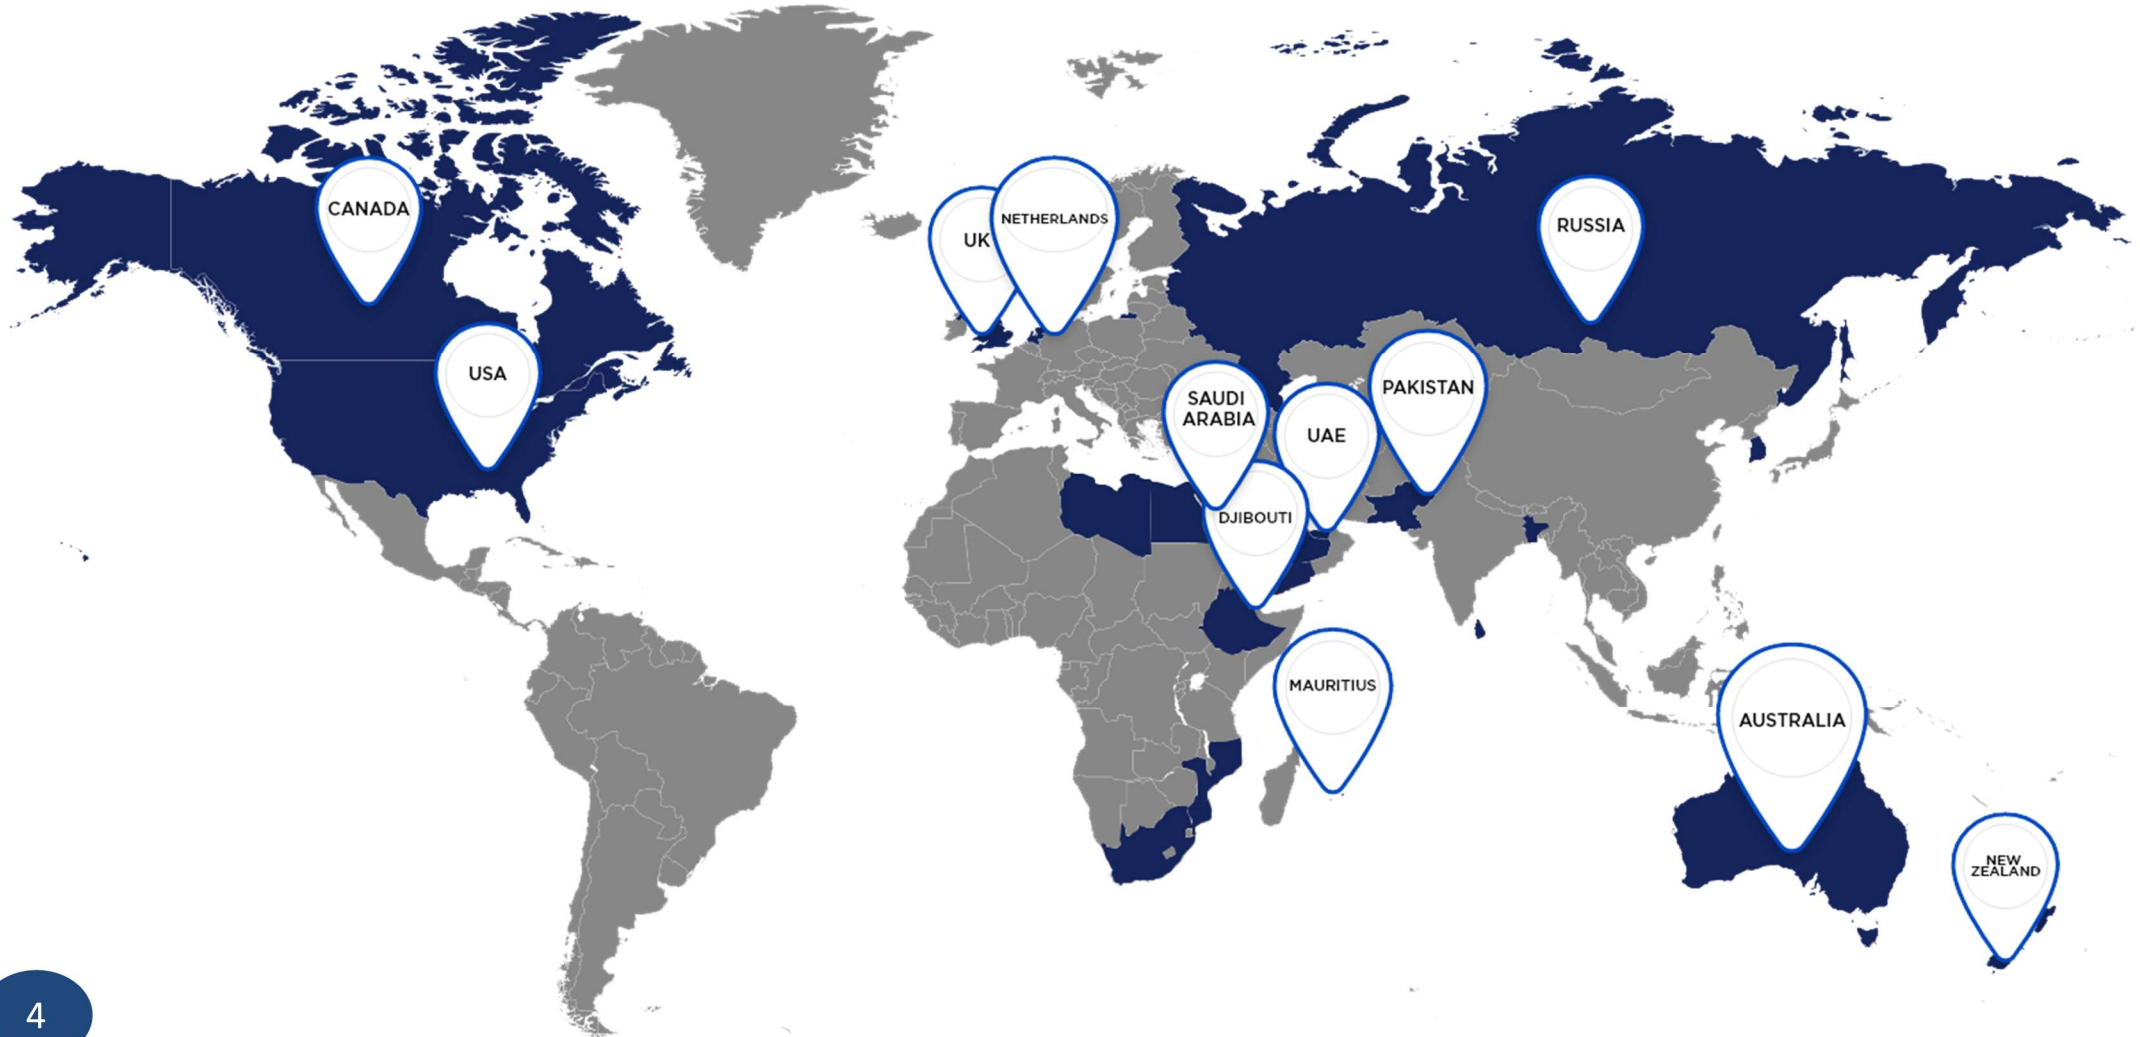 CANADA
UK
NETHERLANDS
RUSSIA
USA
PAKISTAN
SAUDI
ARABIA
UAE
DJIBOUTI
MAURITIUS
AUSTRALIA
NEW
ZEALAND
4